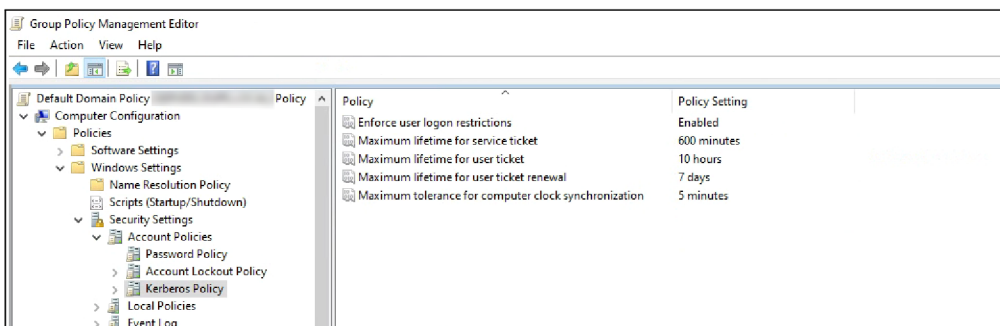 Group Policy Management Editor
File Action View Help
Default Domain Policy Policy
Computer Configuration
Policies
Software Settings
Windows Settings
Name Resolution Policy
Scripts (Startup/Shutdown)
Security Settings
Account Policies
Password Policy
Account Lockout Policy
Kerberos Policy
Local Policies
Event Log
Policy Policy Setting
Enforce user logon restrictions Enabled
Maximum lifetime for service ticket 600 minutes
Maximum lifetime for user ticket 10 hours
Maximum lifetime for user ticket renewal 7 days
Maximum tolerance for computer clock synchronization 5 minutes